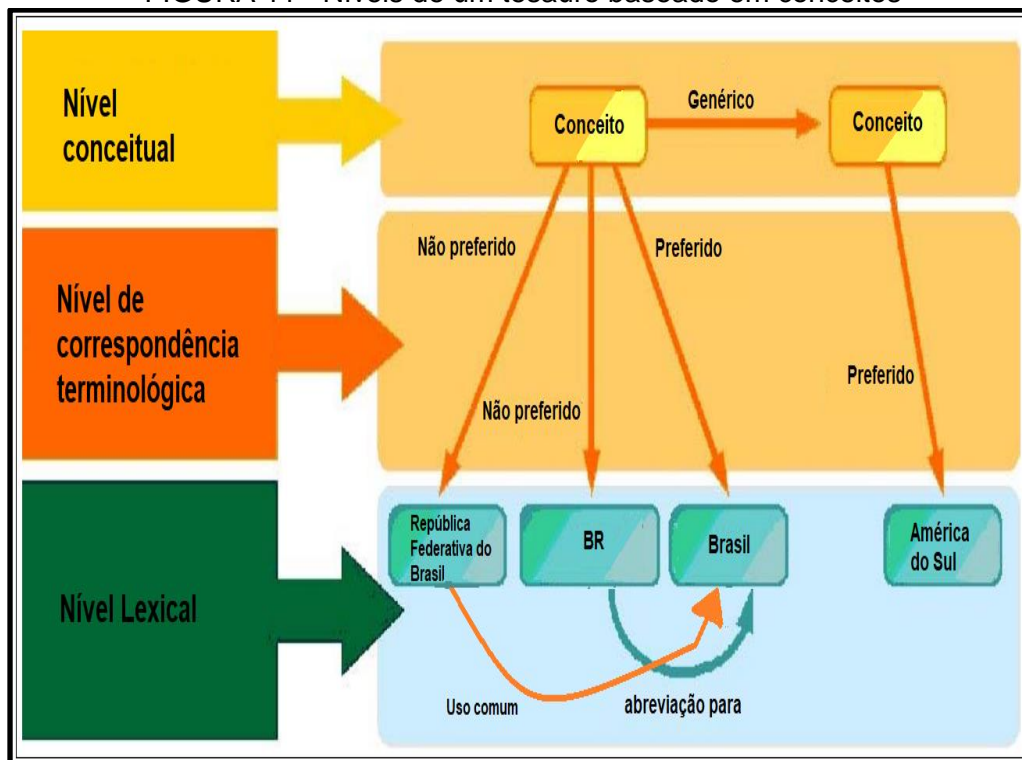 Nível
conceitual
Conceito
Genérico
Conceito
Nível de
correspondência
terminológica
Não preferido
Preferido
Não preferido
Preferido
Nível Lexical
República
Federativa do
Brasil
BR
Brasil
América
do Sul
Uso comum
abreviação para